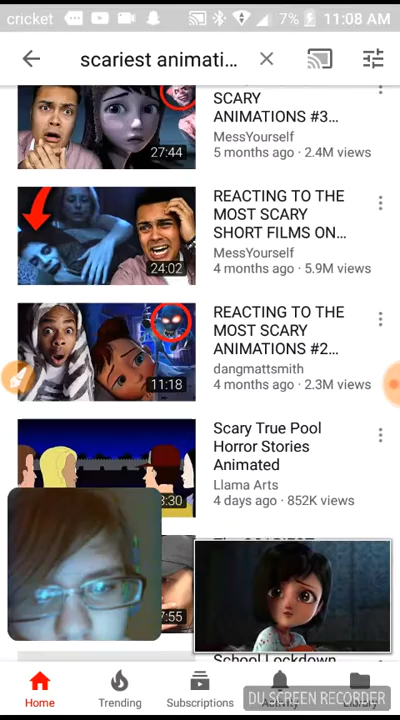 cricket 7% 11:08 AM
scariest animati...
SCARY
ANIMATIONS #3...
MessYourself
5 months ago · 2.4M views
27:44
REACTING TO THE
MOST SCARY
SHORT FILMS ON...
MessYourself
4 months ago · 5.9M views
24:02
REACTING TO THE
MOST SCARY
ANIMATIONS #2...
dangmattsmith
4 months ago · 2.3M views
11:18
Scary True Pool
Horror Stories
Animated
Llama Arts
4 days ago · 852K views
3:30
7:55
School Lockdown
Home Trending Subscriptions Activity Library
DU SCREEN RECORDER